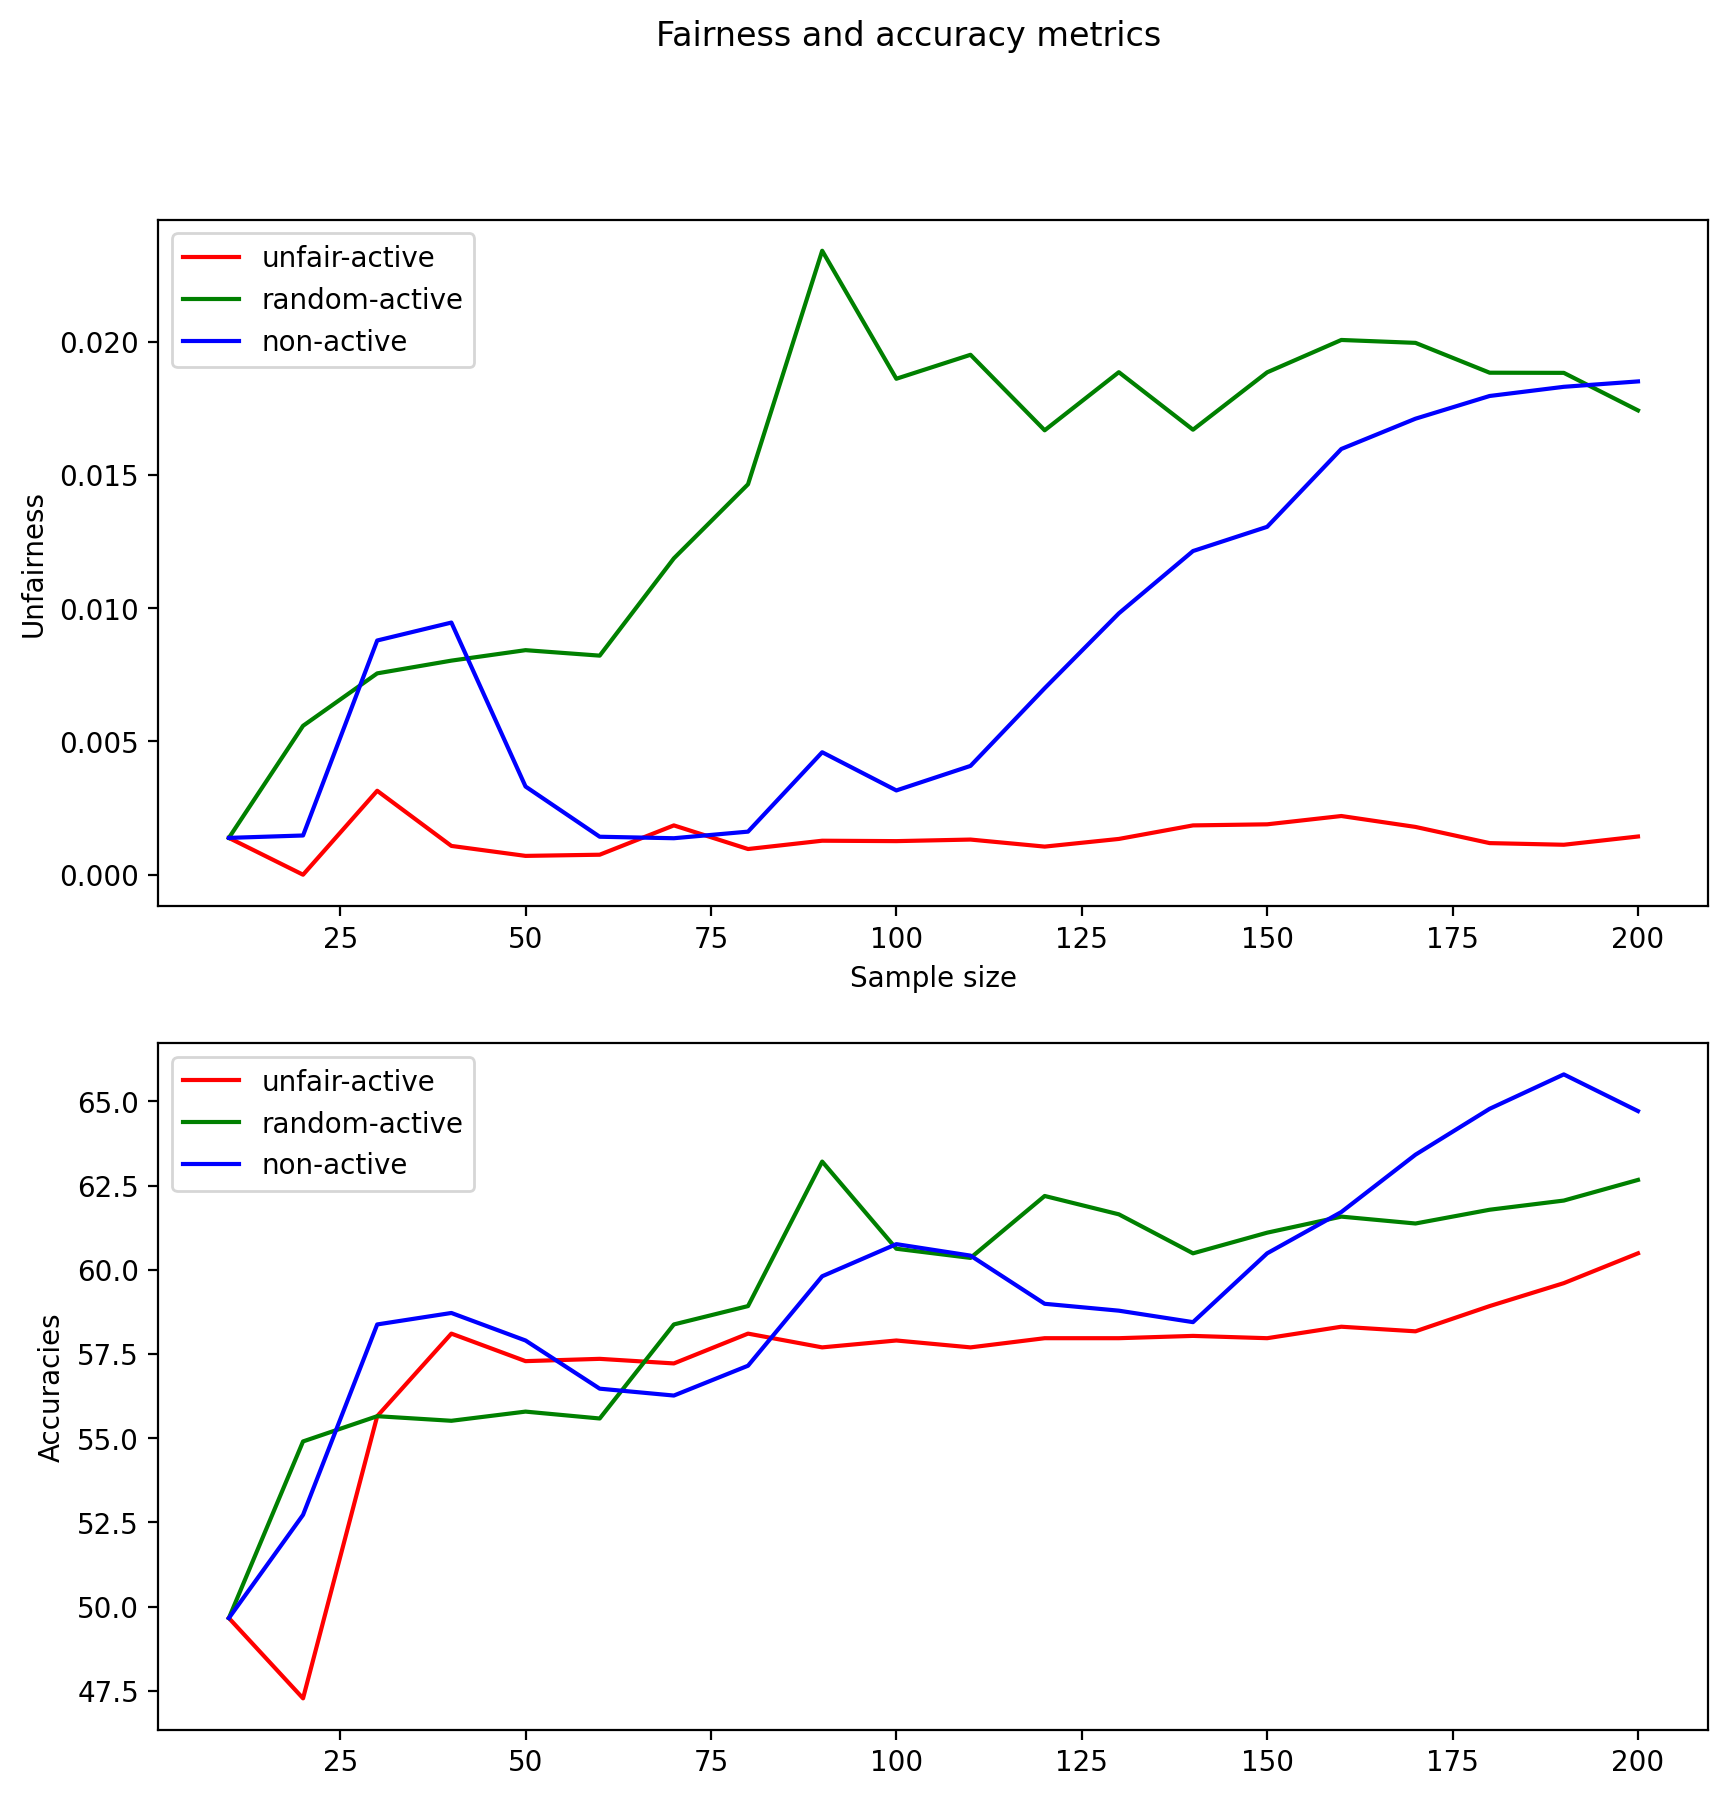 Fairness and accuracy metrics
unfair-active
random-active
non-active
Unfairness
0.020
0.015
0.010
0.005
0.000
25 50 75 100 125 150 175 200
Sample size
unfair-active
random-active
non-active
Accuracies
65.0
62.5
60.0
57.5
55.0
52.5
50.0
47.5
25 50 75 100 125 150 175 200